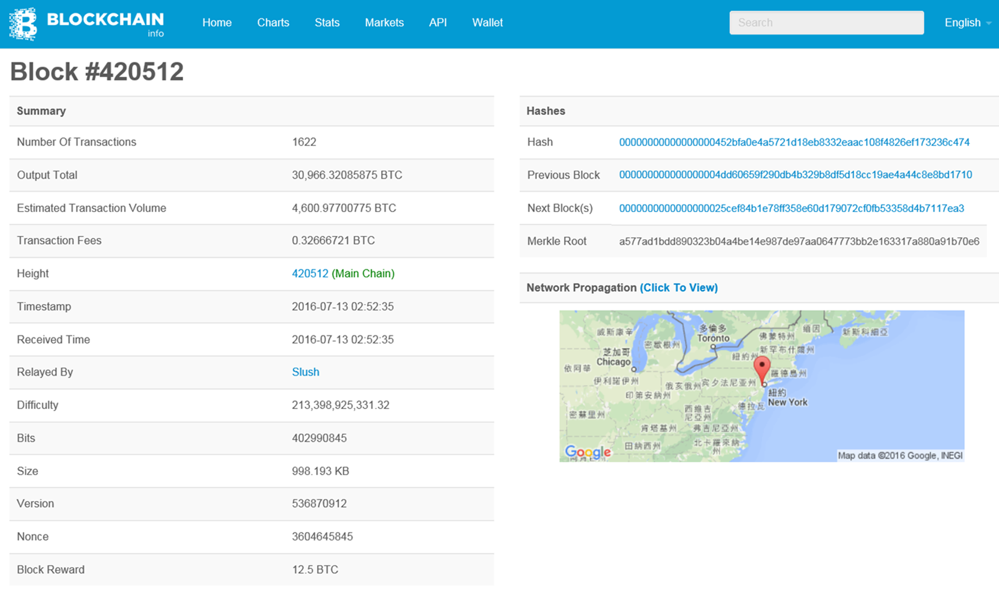 BLOCKCHAIN
info
Home Charts Stats Markets API Wallet
Search
English
Block #420512
Summary
Number Of Transactions 1622
Output Total 30,966.32085875 BTC
Estimated Transaction Volume 4,600.97700775 BTC
Transaction Fees 0.32666721 BTC
Height 420512 (Main Chain)
Timestamp 2016-07-13 02:52:35
Received Time 2016-07-13 02:52:35
Relayed By Slush
Difficulty 213,398,925,331.32
Bits 402990845
Size 998.193 KB
Version 536870912
Nonce 3604645845
Block Reward 12.5 BTC
Hashes
Hash 00000000000000000452bfa0e4a5721d18eb8332eaac108f4826ef173236c474
Previous Block 000000000000000004dd60659f290db4b329b8df5d18cc19ae4a44c8e8bd1710
Next Block(s) 0000000000000000025cef84b1e78ff358e60d179072cf0fb53358d4b7117ea3
Merkle Root a577ad1bdd890323b04a4be14e987de97aa0647773bb2e163317a880a91b70e6
Network Propagation (Click To View)
威斯康辛
多倫多
Toronto
緬因
新斯科細亞
佛蒙特州
密歇根州
新罕布什爾州
芝加哥
Chicago
紐約州
依阿華
羅德島州
伊利諾伊州
俄亥俄州
宾夕法尼亚州
印第安納州
紐約
New York
德拉瓦
西維吉
尼亞州
密蘇里州
肯塔基州
弗吉尼亞州
田納西州
北卡羅來納
州
Google
Map data ©2016 Google, INEGI